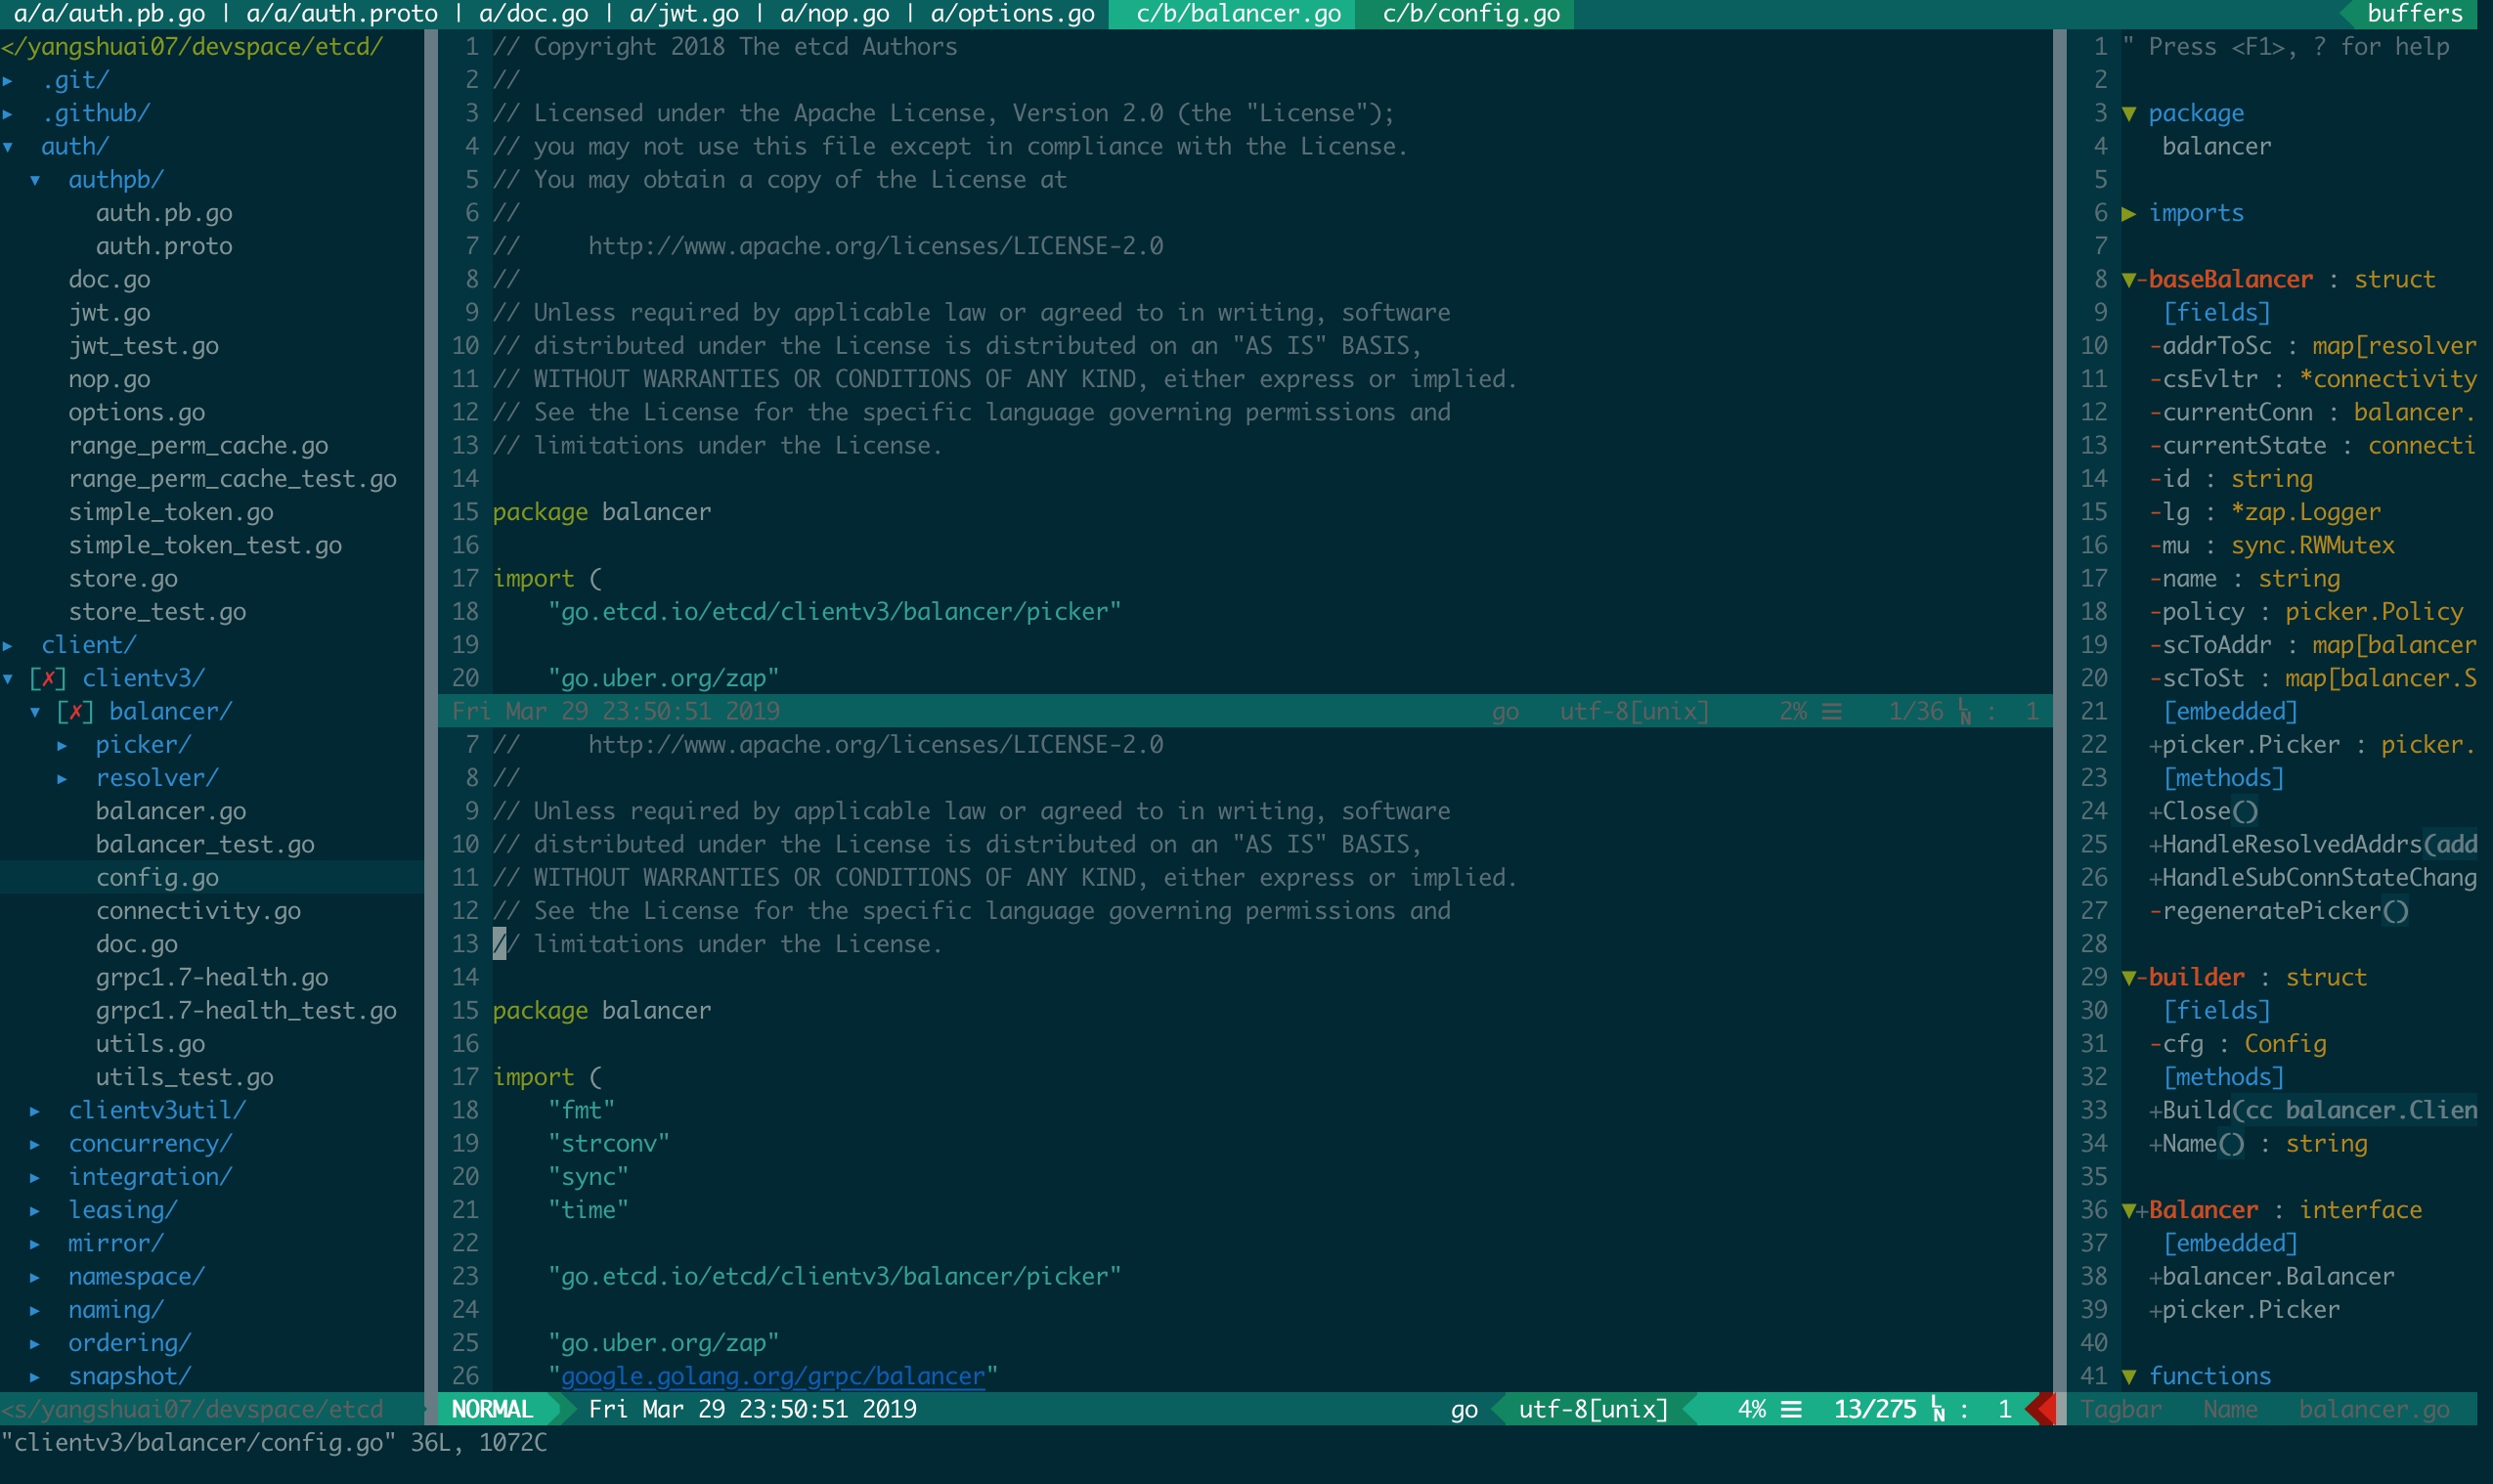 a/a/auth.pb.go | a/a/auth.proto | a/doc.go | a/jwt.go | a/nop.go | a/options.go c/b/balancer.go c/b/config.go buffers
</yangshuai07/devspace/etcd/
▸ .git/
▸ .github/
▾ auth/
▾ authpb/
auth.pb.go
auth.proto
doc.go
jwt.go
jwt_test.go
nop.go
options.go
range_perm_cache.go
range_perm_cache_test.go
simple_token.go
simple_token_test.go
store.go
store_test.go
▸ client/
▾ [✗] clientv3/
▾ [✗] balancer/
▸ picker/
▸ resolver/
balancer.go
balancer_test.go
config.go
connectivity.go
doc.go
grpc1.7-health.go
grpc1.7-health_test.go
utils.go
utils_test.go
▸ clientv3util/
▸ concurrency/
▸ integration/
▸ leasing/
▸ mirror/
▸ namespace/
▸ naming/
▸ ordering/
▸ snapshot/
<s/yangshuai07/devspace/etcd
1 // Copyright 2018 The etcd Authors
2 //
3 // Licensed under the Apache License, Version 2.0 (the "License");
4 // you may not use this file except in compliance with the License.
5 // You may obtain a copy of the License at
6 //
7 //     http://www.apache.org/licenses/LICENSE-2.0
8 //
9 // Unless required by applicable law or agreed to in writing, software
10 // distributed under the License is distributed on an "AS IS" BASIS,
11 // WITHOUT WARRANTIES OR CONDITIONS OF ANY KIND, either express or implied.
12 // See the License for the specific language governing permissions and
13 // limitations under the License.
14
15 package balancer
16
17 import (
18     "go.etcd.io/etcd/clientv3/balancer/picker"
19
20     "go.uber.org/zap"
Fri Mar 29 23:50:51 2019 go utf-8[unix] 2% ☰ 1/36 LN : 1
7 //     http://www.apache.org/licenses/LICENSE-2.0
8 //
9 // Unless required by applicable law or agreed to in writing, software
10 // distributed under the License is distributed on an "AS IS" BASIS,
11 // WITHOUT WARRANTIES OR CONDITIONS OF ANY KIND, either express or implied.
12 // See the License for the specific language governing permissions and
13 // limitations under the License.
14
15 package balancer
16
17 import (
18     "fmt"
19     "strconv"
20     "sync"
21     "time"
22
23     "go.etcd.io/etcd/clientv3/balancer/picker"
24
25     "go.uber.org/zap"
26     "google.golang.org/grpc/balancer"
NORMAL Fri Mar 29 23:50:51 2019 go utf-8[unix] 4% ☰ 13/275 LN : 1
1 " Press <F1>, ? for help
2
3 ▼ package
4    balancer
5
6 ▶ imports
7
8 ▼-baseBalancer : struct
9    [fields]
10   -addrToSc : map[resolver
11   -csEvltr : *connectivity
12   -currentConn : balancer.
13   -currentState : connecti
14   -id : string
15   -lg : *zap.Logger
16   -mu : sync.RWMutex
17   -name : string
18   -policy : picker.Policy
19   -scToAddr : map[balancer
20   -scToSt : map[balancer.S
21    [embedded]
22   +picker.Picker : picker.
23    [methods]
24   +Close()
25   +HandleResolvedAddrs(add
26   +HandleSubConnStateChang
27   -regeneratePicker()
28
29 ▼-builder : struct
30    [fields]
31   -cfg : Config
32    [methods]
33   +Build(cc balancer.Clien
34   +Name() : string
35
36 ▼+Balancer : interface
37    [embedded]
38   +balancer.Balancer
39   +picker.Picker
40
41 ▼ functions
Tagbar Name balancer.go
"clientv3/balancer/config.go" 36L, 1072C